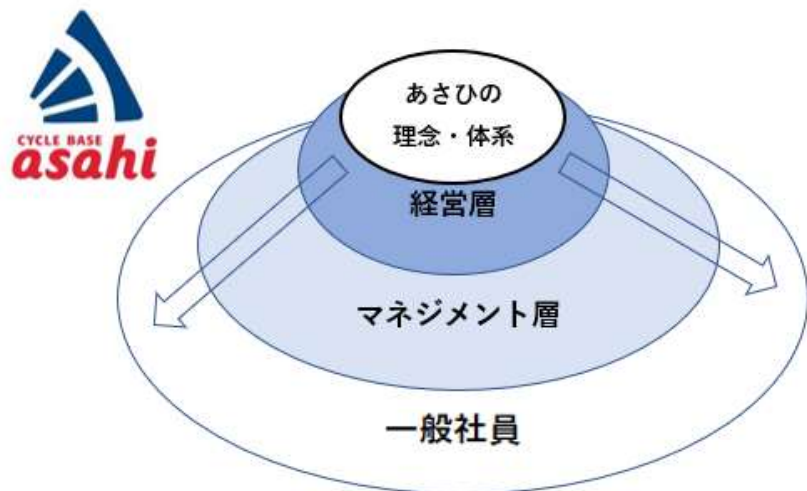 CYCLE BASE
asahi
あさひの
理念・体系
経営層
マネジメント層
一般社員